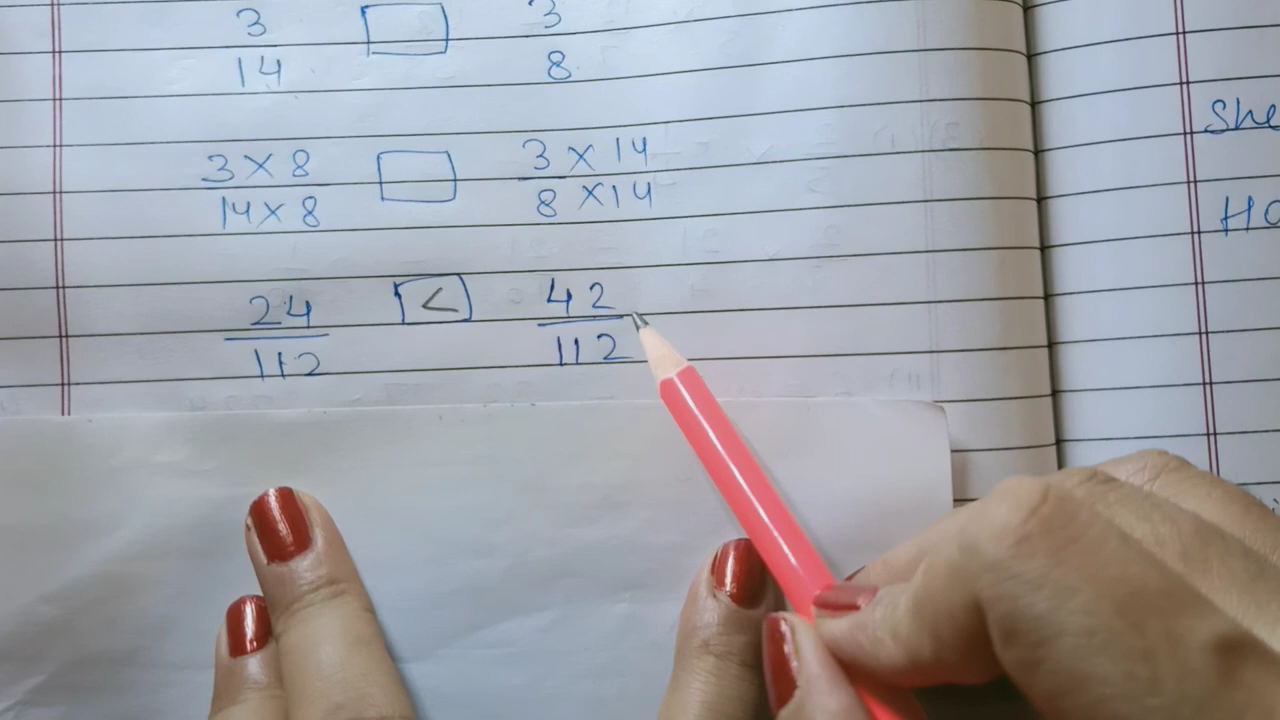 3/14 □ 3/8
3 × 8/14 × 8 □ 3 × 14/8 × 14
24/112 < 42/112
She
HO